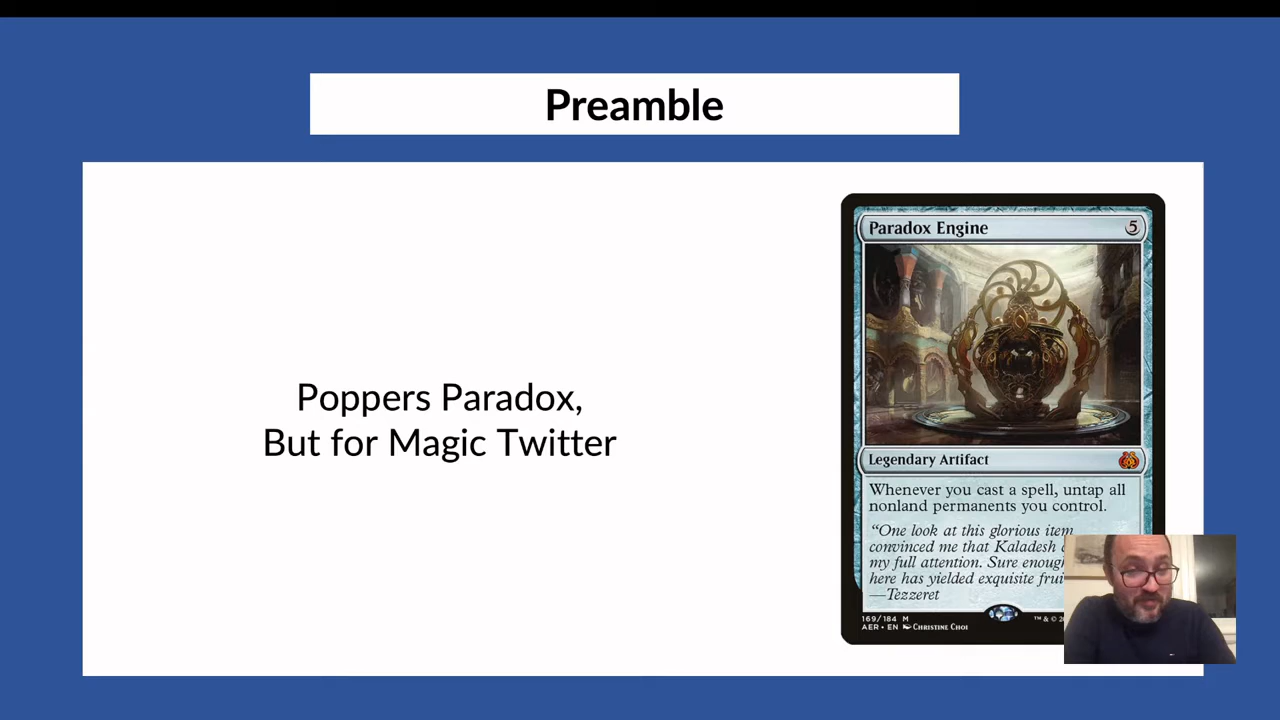 Preamble
Poppers Paradox,
But for Magic Twitter
Paradox Engine 5
Legendary Artifact
Whenever you cast a spell, untap all
nonland permanents you control.
“One look at this glorious item
convinced me that Kaladesh
my full attention. Sure enough
here has yielded exquisite
—Tezzeret
169/184 M
AER • EN Christine Choi
™ & ©